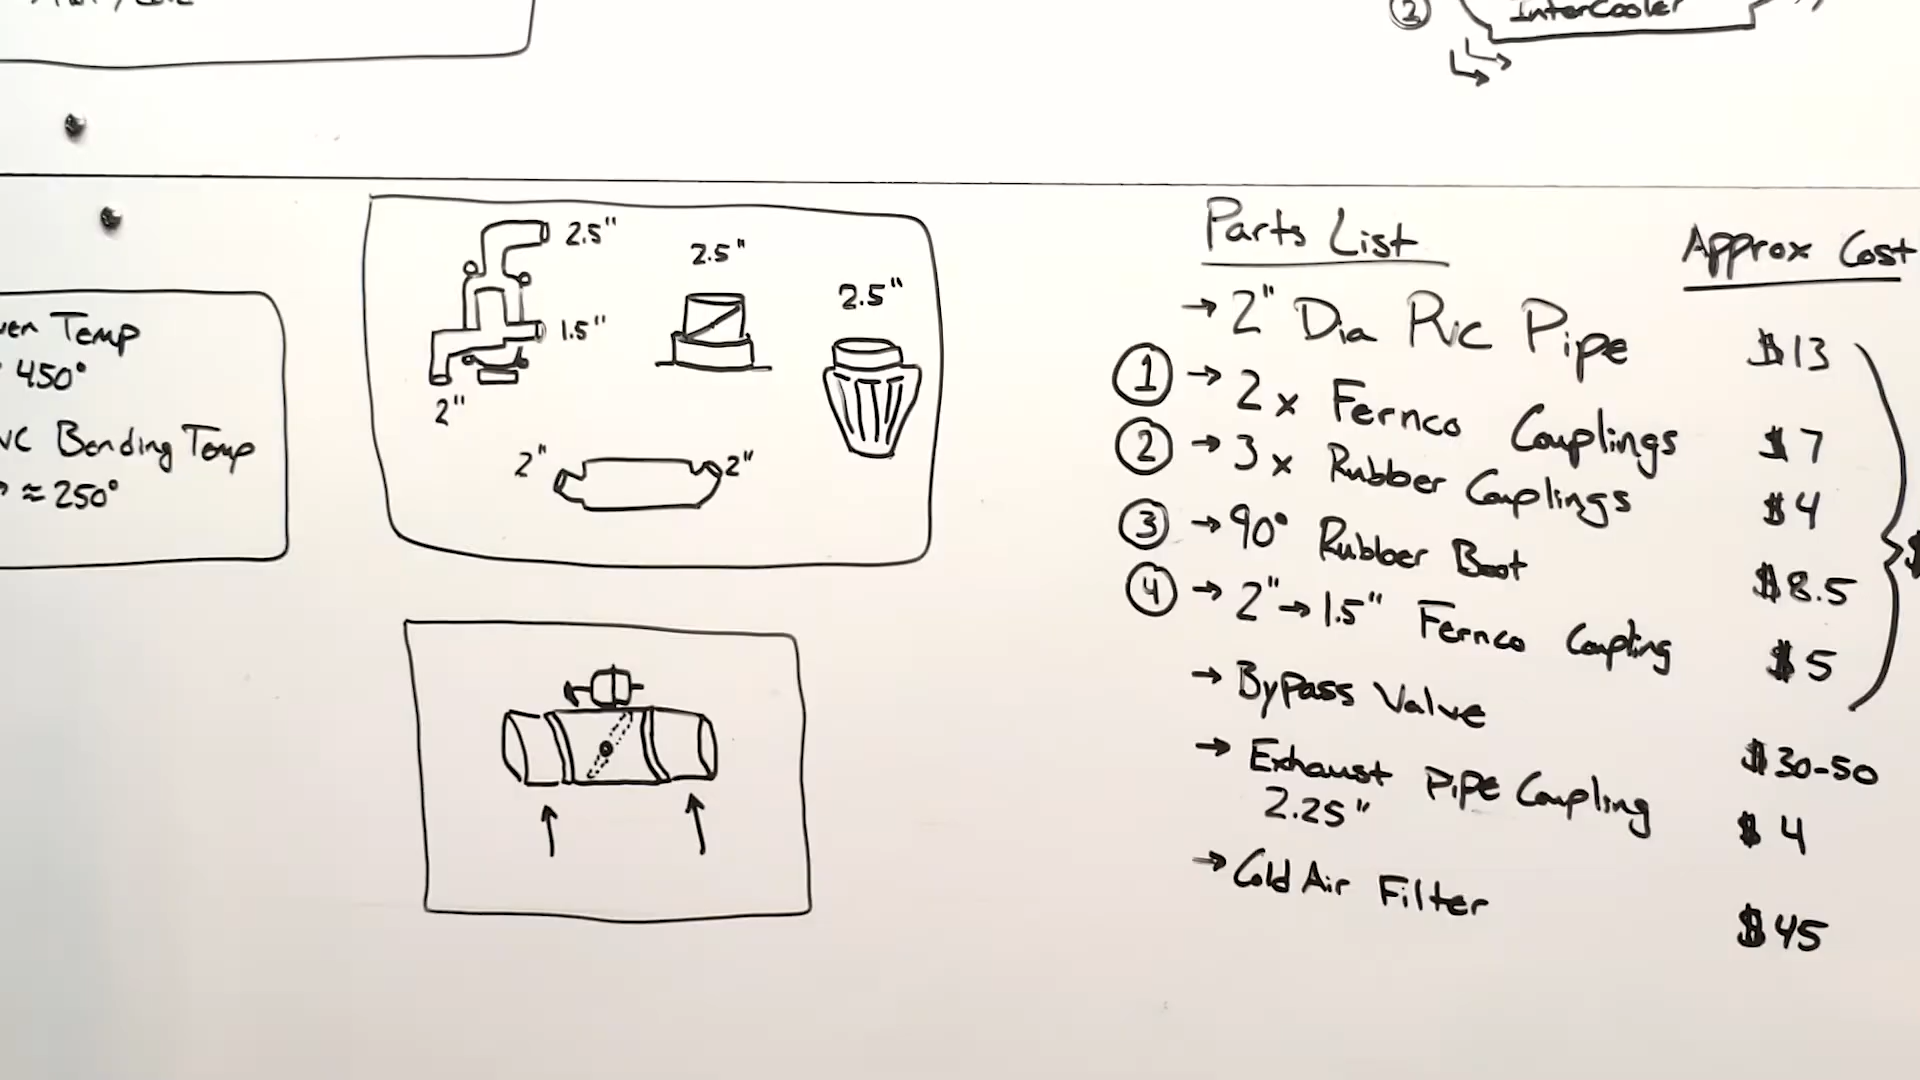 2
InterCooler
Temp
450°
Bending Temp
≈ 250°
2.5"
1.5"
2"
2.5"
2.5"
2" 2"
Parts List Approx Cost
→ 2" Dia PVC Pipe $13
1 → 2 x Fernco Couplings $7
2 → 3 x Rubber Couplings $4
3 → 90° Rubber Boot $8.5
4 → 2" → 1.5" Fernco Coupling $5
→ Bypass Valve $30-50
→ Exhaust Pipe Coupling $4
2.25"
→ Cold Air Filter $45